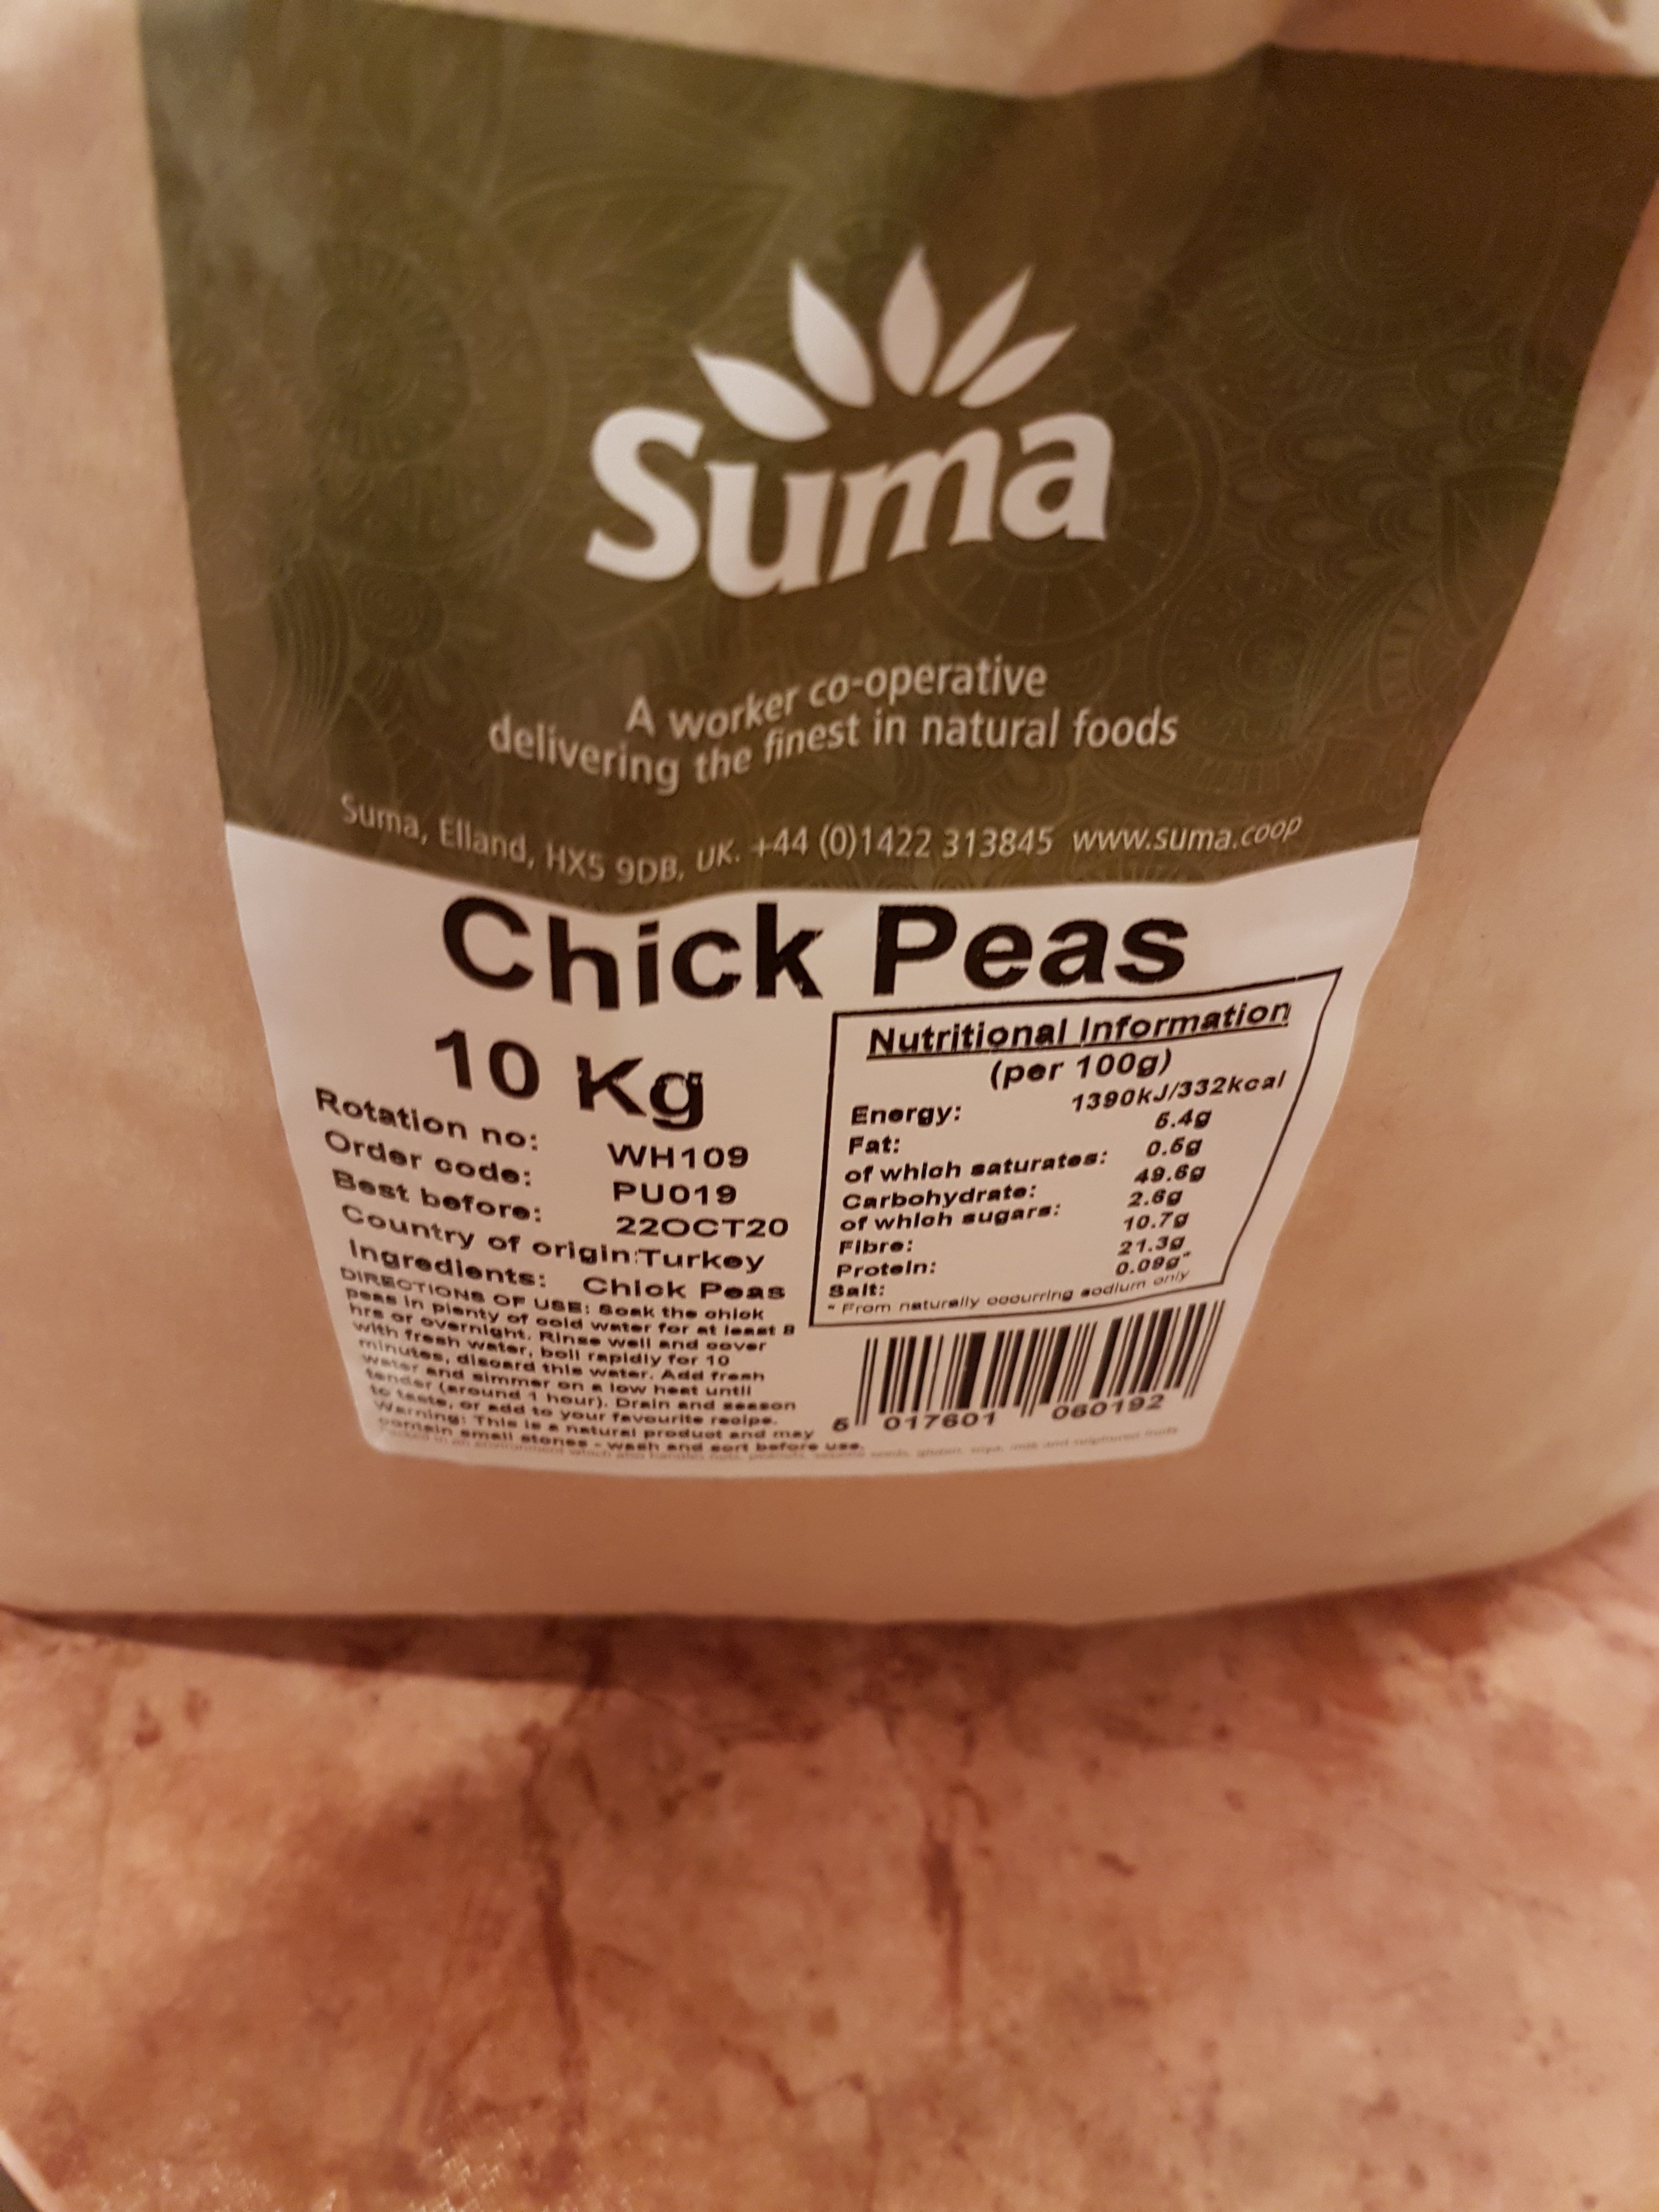 Suma
A worker co-operative
delivering the finest in natural foods
Suma, Elland, HX5 9DB, UK. +44 (0)1422 313845 www.suma.coop
Chick Peas
10 Kg
Rotation no: WH109
Order code: PU019
Best before: 22OCT20
Country of origin: Turkey
Ingredients: Chick Peas
DIRECTIONS OF USE: Soak the chick
peas in plenty of cold water for at least 8
hrs or overnight. Rinse well and cover
with fresh water, boil rapidly for 10
minutes, discard this water. Add fresh
water and simmer on a low heat until
tender (around 1 hour). Drain and season
to taste, or add to your favourite recipe.
Warning: This is a natural product and may
contain small stones - wash and sort before use.
Nutritional Information
(per 100g)
Energy: 1390kJ/332kcal
Fat: 5.4g
of which saturates: 0.5g
Carbohydrate: 49.6g
of which sugars: 2.6g
Fibre: 10.7g
Protein: 21.3g
Salt: 0.09g*
* From naturally occurring sodium only
5 017601 060192